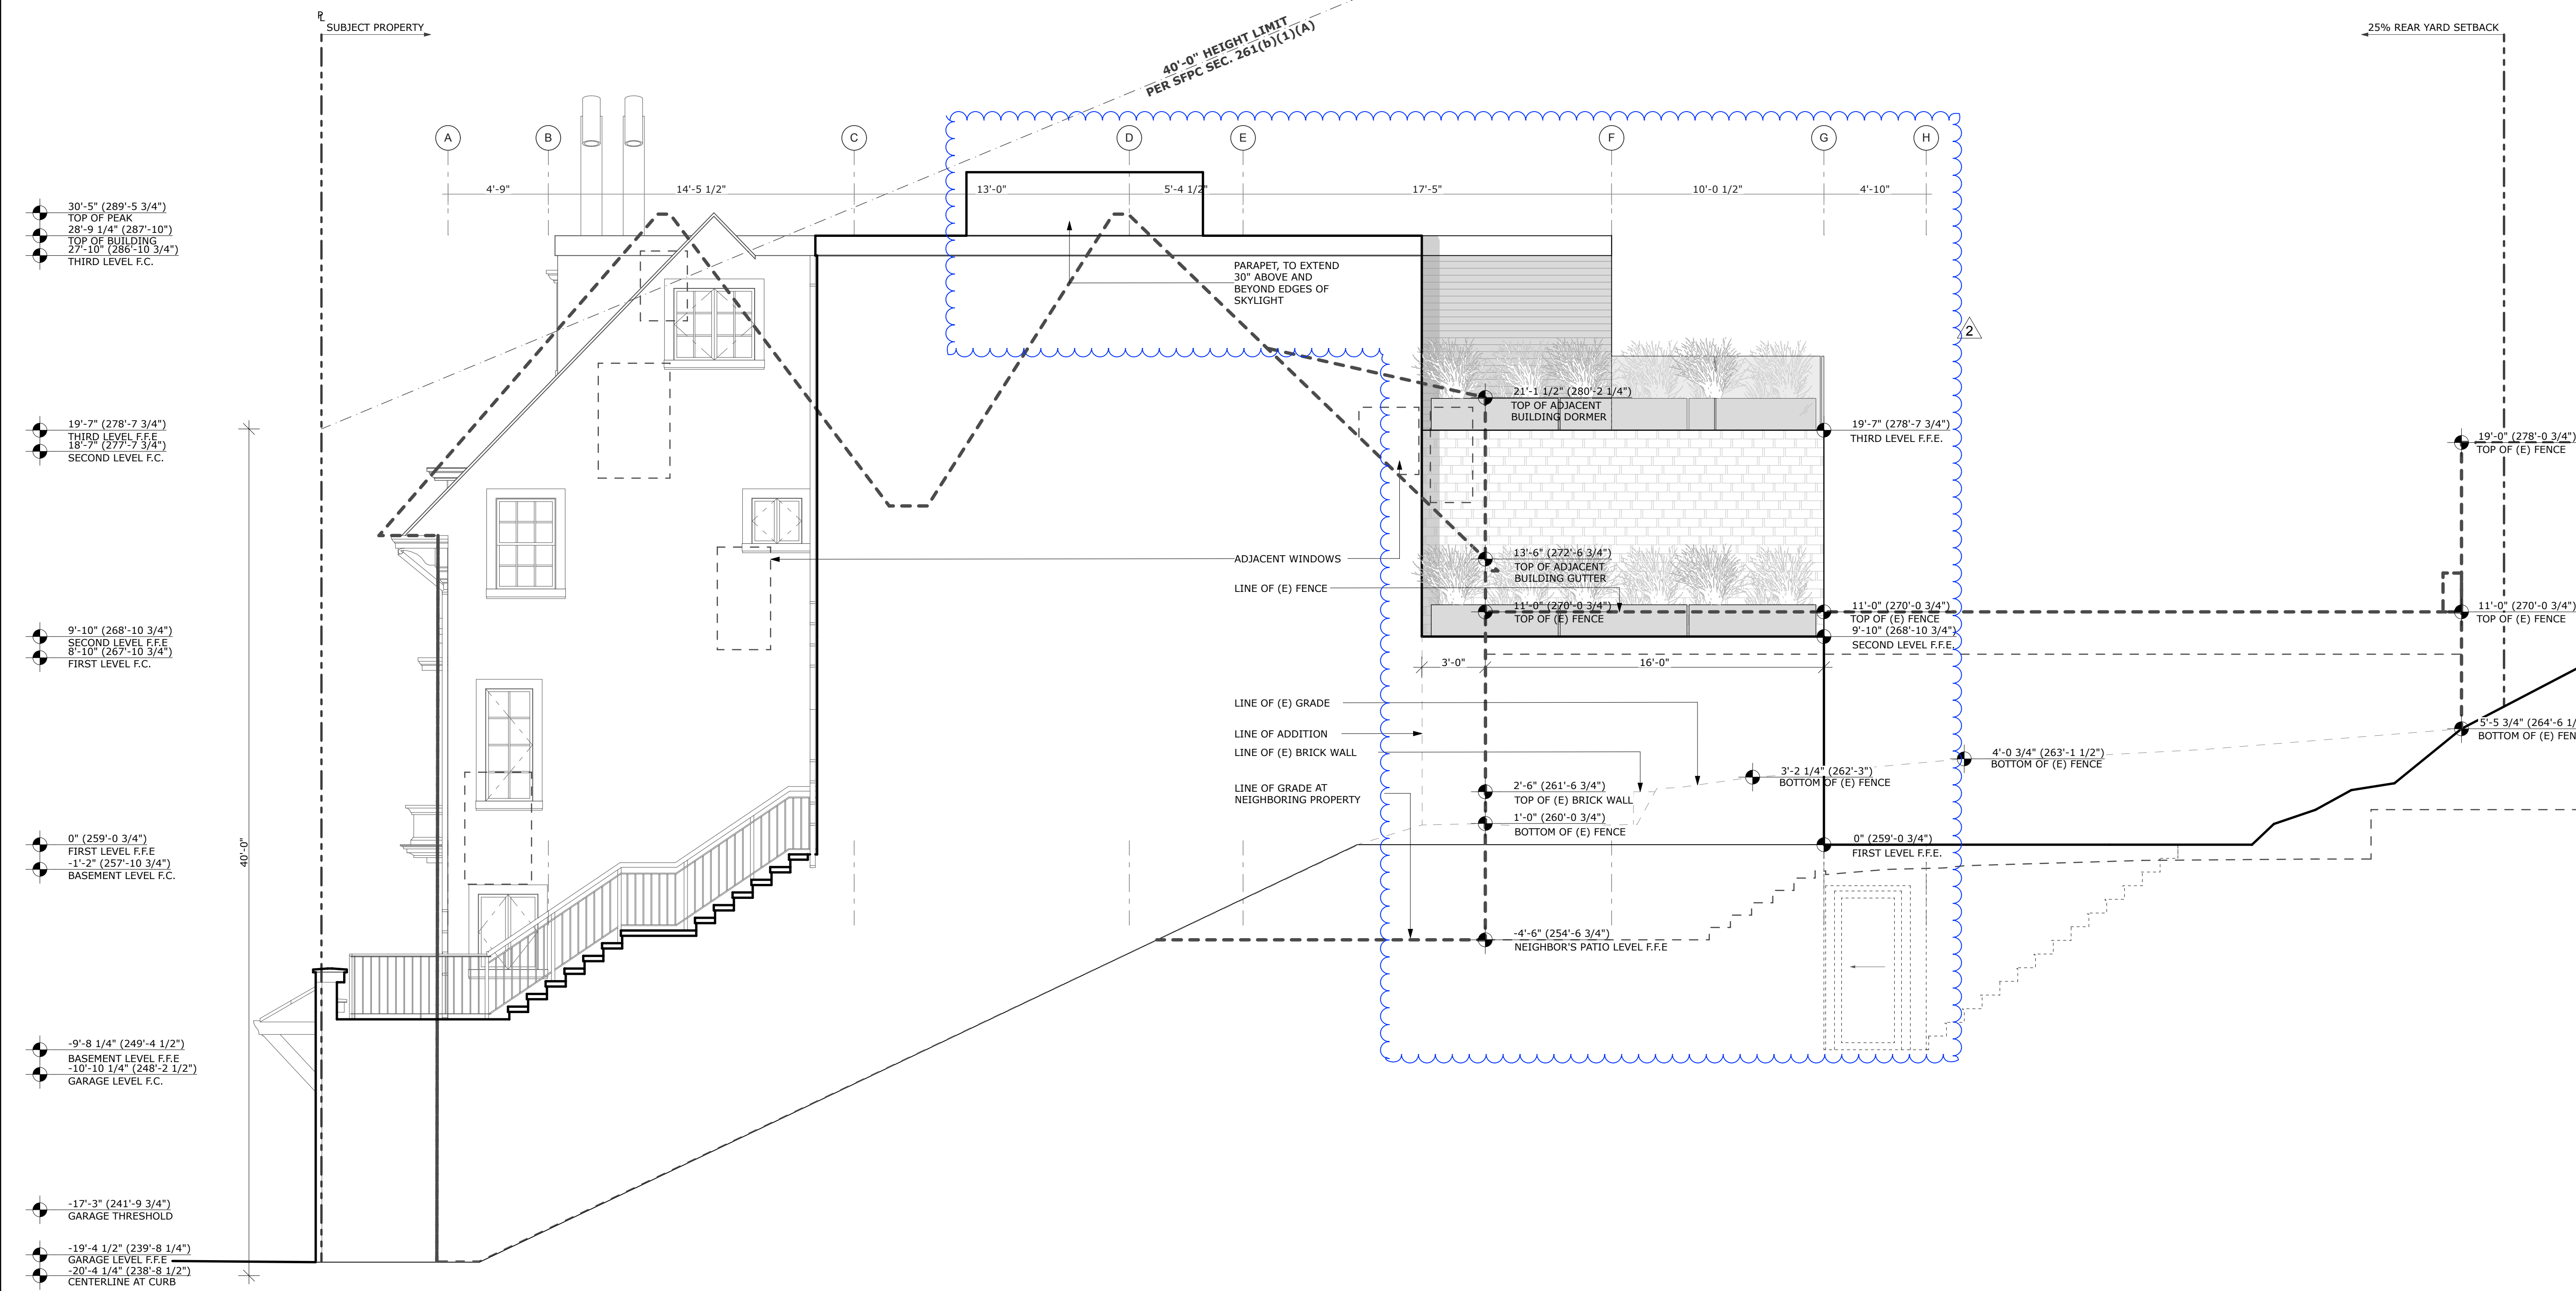 PL
SUBJECT PROPERTY
25% REAR YARD SETBACK
40'-0" HEIGHT LIMIT
PER SFPC SEC. 261(b)(1)(A)
A
B
C
D
E
F
G
H
4'-9"
14'-5 1/2"
13'-0"
5'-4 1/2"
17'-5"
10'-0 1/2"
4'-10"
30'-5" (289'-5 3/4")
TOP OF PEAK
28'-9 1/4" (287'-10")
TOP OF BUILDING
27'-10" (286'-10 3/4")
THIRD LEVEL F.C.
19'-7" (278'-7 3/4")
THIRD LEVEL F.F.E
18'-7" (277'-7 3/4")
SECOND LEVEL F.C.
9'-10" (268'-10 3/4")
SECOND LEVEL F.F.E
8'-10" (267'-10 3/4")
FIRST LEVEL F.C.
0" (259'-0 3/4")
FIRST LEVEL F.F.E
-1'-2" (257'-10 3/4")
BASEMENT LEVEL F.C.
-9'-8 1/4" (249'-4 1/2")
BASEMENT LEVEL F.F.E
-10'-10 1/4" (248'-2 1/2")
GARAGE LEVEL F.C.
-17'-3" (241'-9 3/4")
GARAGE THRESHOLD
-19'-4 1/2" (239'-8 1/4")
GARAGE LEVEL F.F.E
-20'-4 1/4" (238'-8 1/2")
CENTERLINE AT CURB
40'-0"
PARAPET, TO EXTEND
30" ABOVE AND
BEYOND EDGES OF
SKYLIGHT
2
21'-1 1/2" (280'-2 1/4")
TOP OF ADJACENT
BUILDING DORMER
19'-7" (278'-7 3/4")
THIRD LEVEL F.F.E.
19'-0" (278'-0 3/4")
TOP OF (E) FENCE
ADJACENT WINDOWS
13'-6" (272'-6 3/4")
TOP OF ADJACENT
BUILDING GUTTER
LINE OF (E) FENCE
11'-0" (270'-0 3/4")
TOP OF (E) FENCE
11'-0" (270'-0 3/4")
TOP OF (E) FENCE
11'-0" (270'-0 3/4")
TOP OF (E) FENCE
9'-10" (268'-10 3/4")
SECOND LEVEL F.F.E.
3'-0"
16'-0"
LINE OF (E) GRADE
LINE OF ADDITION
LINE OF (E) BRICK WALL
LINE OF GRADE AT
NEIGHBORING PROPERTY
5'-5 3/4" (264'-6 1/
BOTTOM OF (E) FEN
4'-0 3/4" (263'-1 1/2")
BOTTOM OF (E) FENCE
3'-2 1/4" (262'-3")
BOTTOM OF (E) FENCE
2'-6" (261'-6 3/4")
TOP OF (E) BRICK WALL
1'-0" (260'-0 3/4")
BOTTOM OF (E) FENCE
0" (259'-0 3/4")
FIRST LEVEL F.F.E.
-4'-6" (254'-6 3/4")
NEIGHBOR'S PATIO LEVEL F.F.E